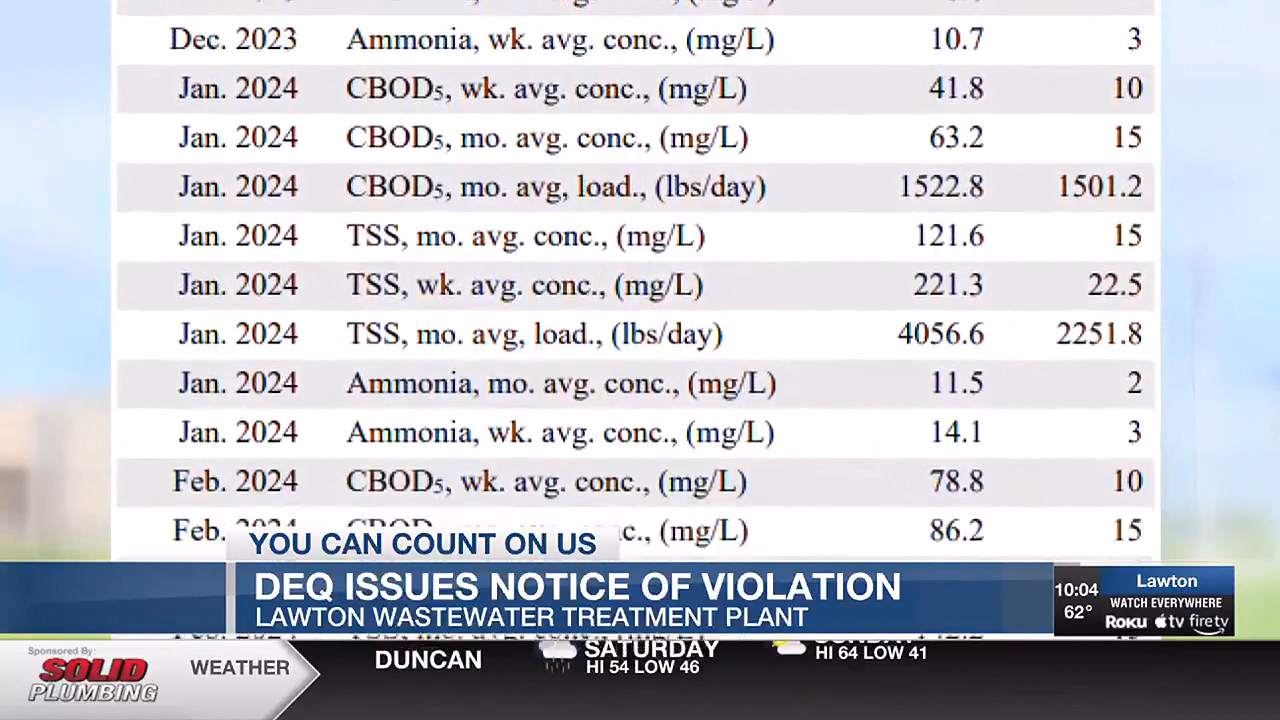 Dec. 2023 Ammonia, wk. avg. conc., (mg/L) 10.7 3
Jan. 2024 CBOD₅, wk. avg. conc., (mg/L) 41.8 10
Jan. 2024 CBOD₅, mo. avg. conc., (mg/L) 63.2 15
Jan. 2024 CBOD₅, mo. avg, load., (lbs/day) 1522.8 1501.2
Jan. 2024 TSS, mo. avg. conc., (mg/L) 121.6 15
Jan. 2024 TSS, wk. avg. conc., (mg/L) 221.3 22.5
Jan. 2024 TSS, mo. avg, load., (lbs/day) 4056.6 2251.8
Jan. 2024 Ammonia, mo. avg. conc., (mg/L) 11.5 2
Jan. 2024 Ammonia, wk. avg. conc., (mg/L) 14.1 3
Feb. 2024 CBOD₅, wk. avg. conc., (mg/L) 78.8 10
Feb. 2024 (mg/L) 86.2 15
YOU CAN COUNT ON US
DEQ ISSUES NOTICE OF VIOLATION
LAWTON WASTEWATER TREATMENT PLANT
10:04
62°
Lawton
WATCH EVERYWHERE
Roku tv firetv
Sponsored By:
SOLID
PLUMBING
WEATHER
DUNCAN
SATURDAY
HI 54 LOW 46
SUNDAY
HI 64 LOW 41